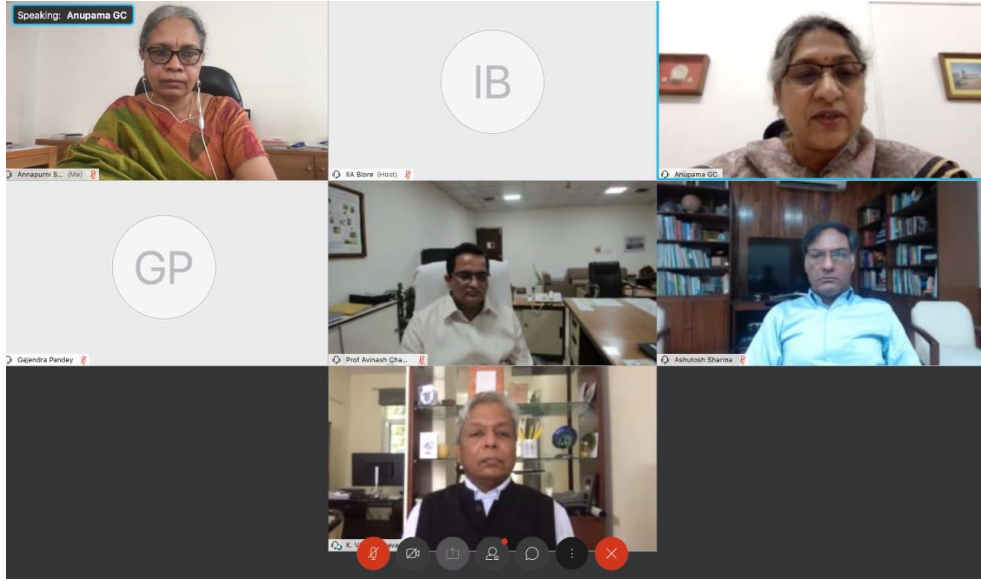 Speaking: Anupama GC
Annapurni S... (Me)
IB
IIA Blore (Host)
Anupama GC
GP
Gajendra Pandey
Prof Avinash Cha...
Ashutosh Sharma
K.